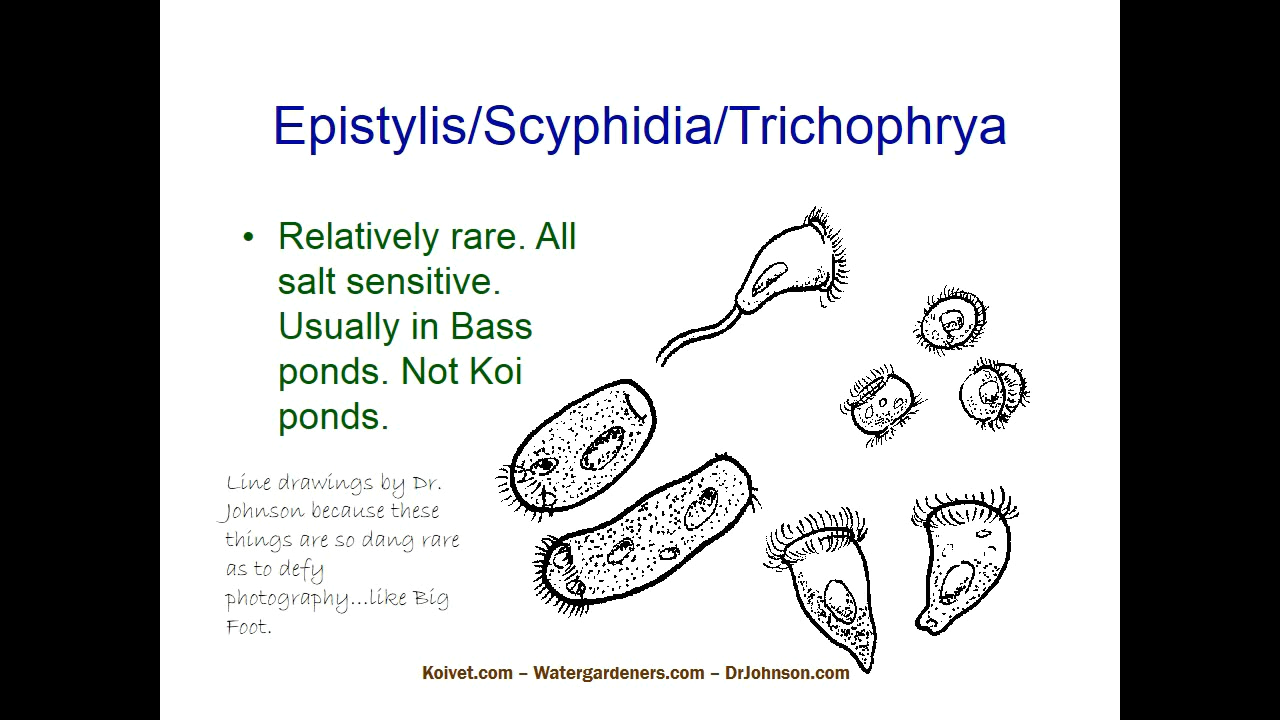 Epistylis/Scyphidia/Trichophrya
• Relatively rare. All
salt sensitive.
Usually in Bass
ponds. Not Koi
ponds.
Line drawings by Dr.
Johnson because these
things are so dang rare
as to defy
photography...like Big
Foot.
Koivet.com – Watergardeners.com – DrJohnson.com